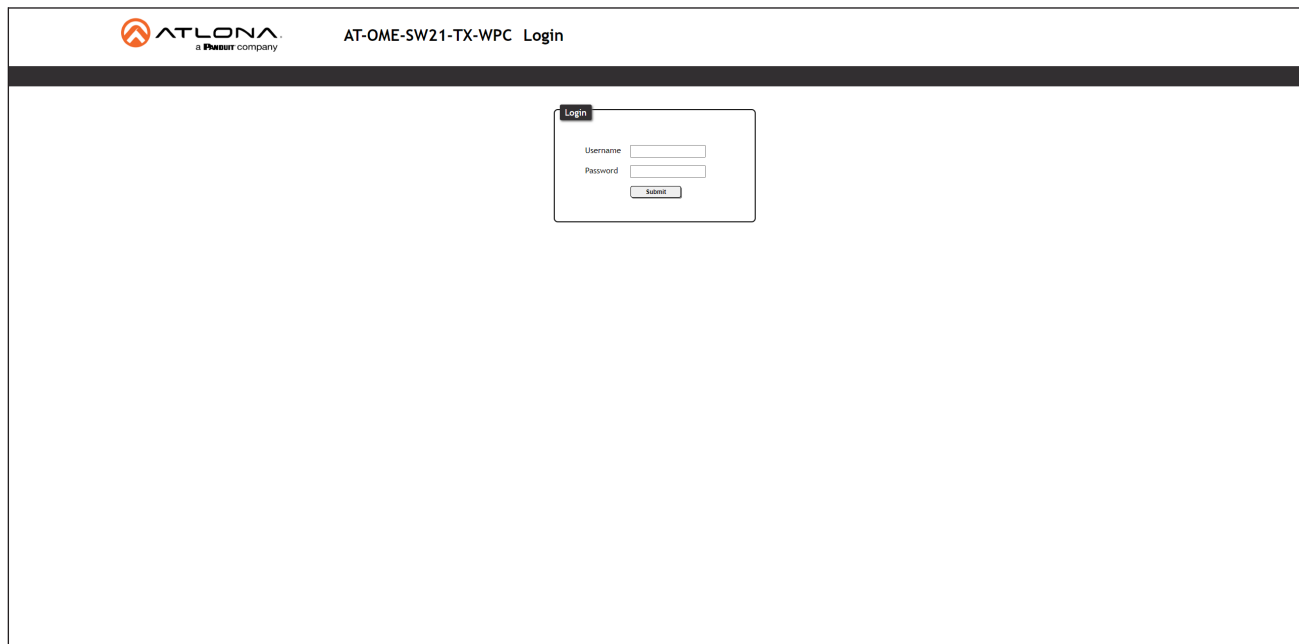 ATLONA.
a PANDUIT company
AT-OME-SW21-TX-WPC Login
Login
Username
Password
Submit